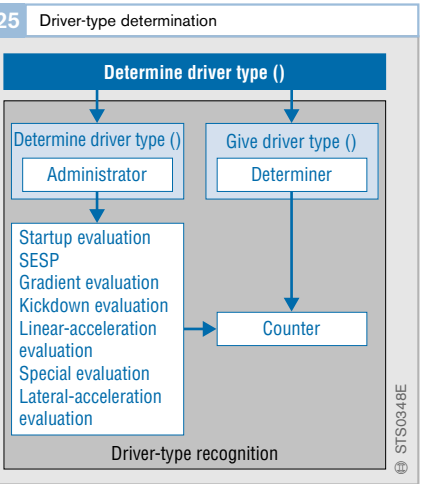 25 Driver-type determination
Determine driver type ()
Determine driver type ()
Administrator
Give driver type ()
Determiner
Startup evaluation
SESP
Gradient evaluation
Kickdown evaluation
Linear-acceleration
evaluation
Special evaluation
Lateral-acceleration
evaluation
Counter
Driver-type recognition
STS0348E